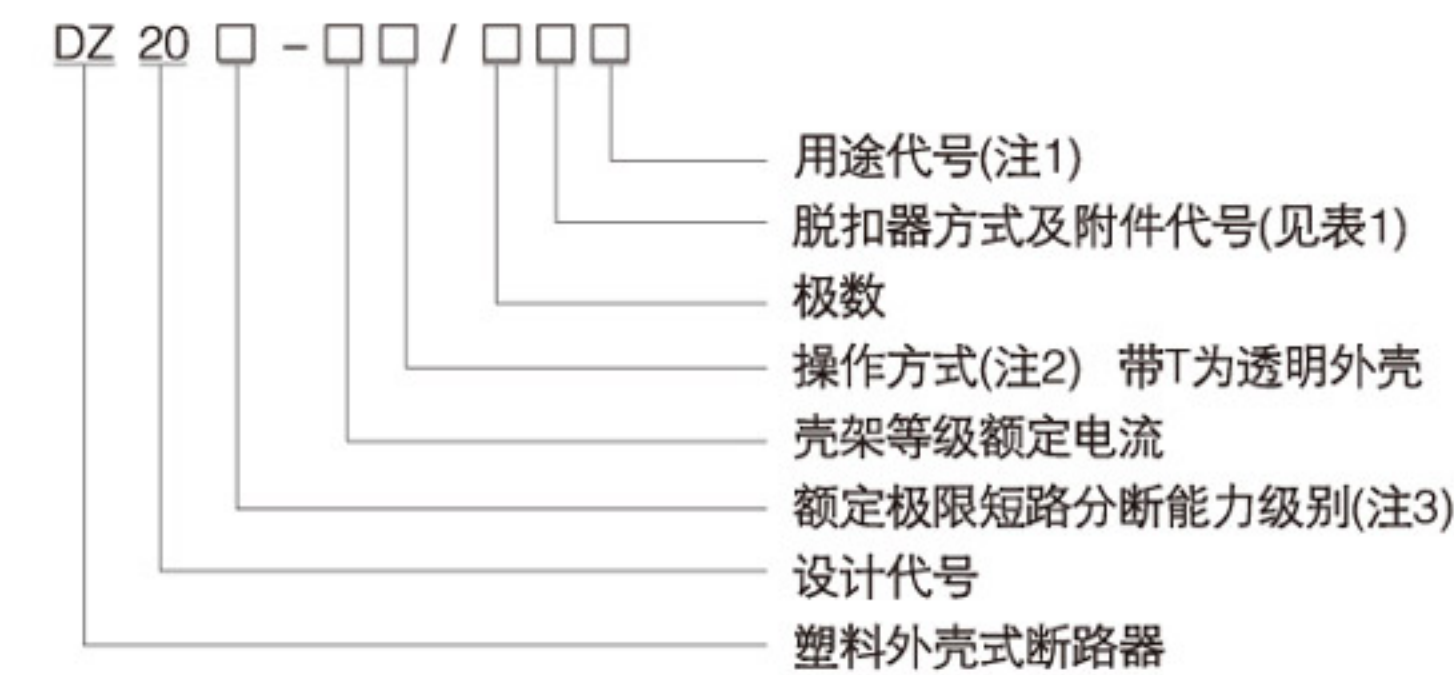 DZ 20 □ - □ □ / □ □ □
用途代号(注1)
脱扣器方式及附件代号(见表1)
极数
操作方式(注2) 带T为透明外壳
壳架等级额定电流
额定极限短路分断能力级别(注3)
设计代号
塑料外壳式断路器